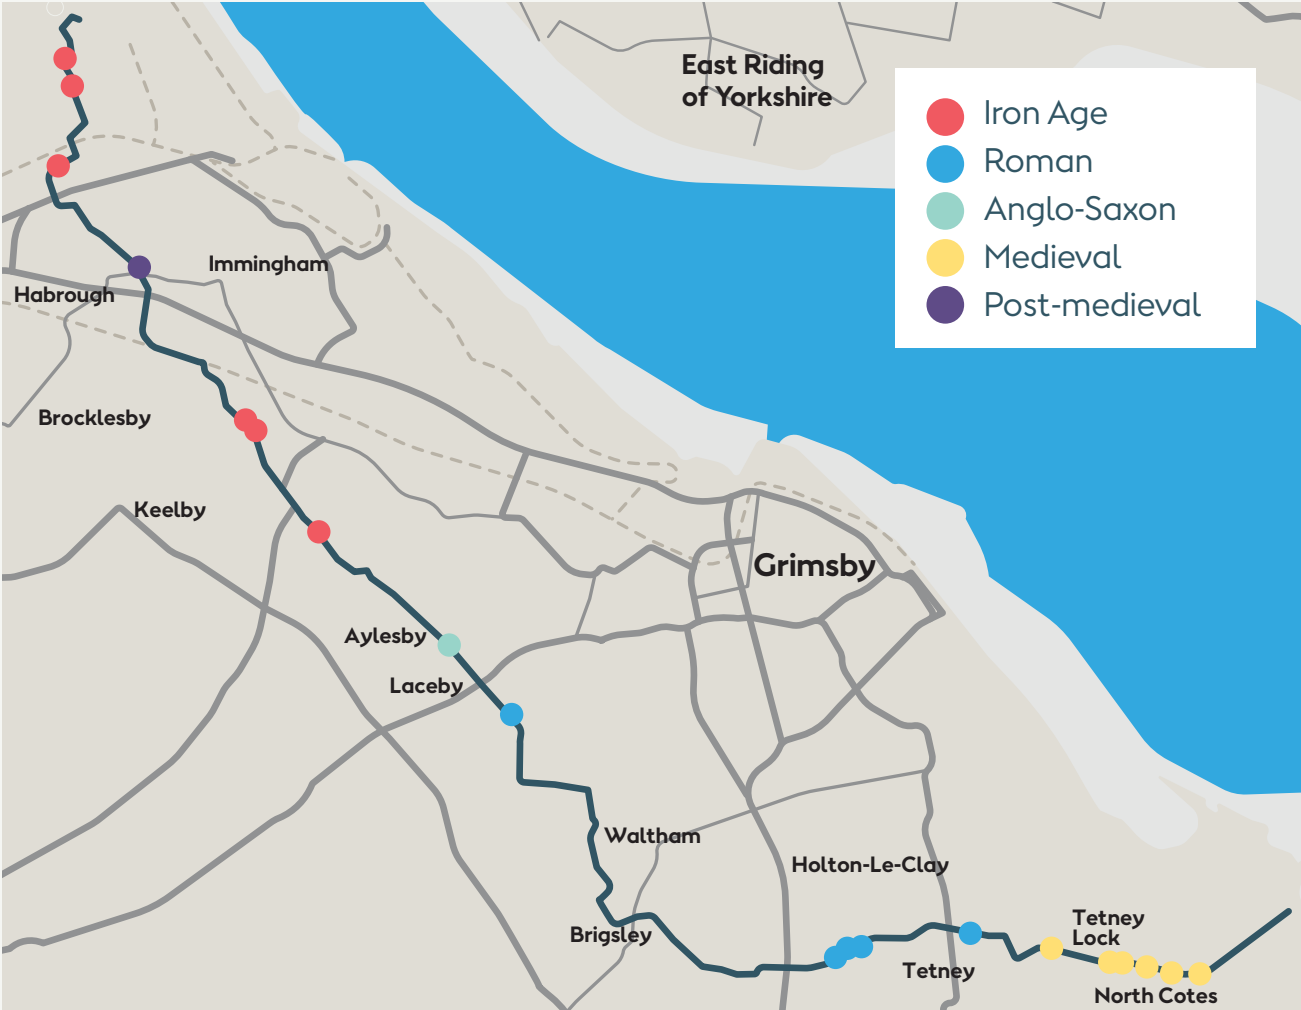 East Riding
of Yorkshire
Iron Age
Roman
Anglo-Saxon
Medieval
Post-medieval
Immingham
Habrough
Brocklesby
Keelby
Grimsby
Aylesby
Laceby
Waltham
Holton-Le-Clay
Brigsley
Tetney
Lock
Tetney
North Cotes